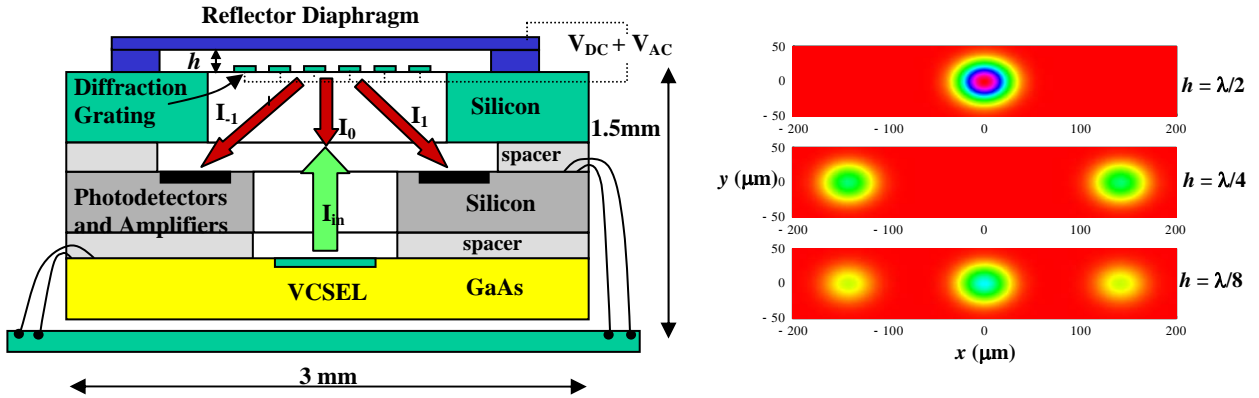 Reflector Diaphragm
V_DC + V_AC
h
Diffraction
Grating
I_-1
I_0
I_1
Silicon
1.5mm
spacer
Photodetectors
and Amplifiers
I_in
Silicon
spacer
VCSEL
GaAs
3 mm
50
0
- 50
- 200
- 100
0
100
200
h = λ/2
y (μm)
50
0
- 50
- 200
- 100
0
100
200
h = λ/4
50
0
- 50
- 200
- 100
0
100
200
h = λ/8
x (μm)